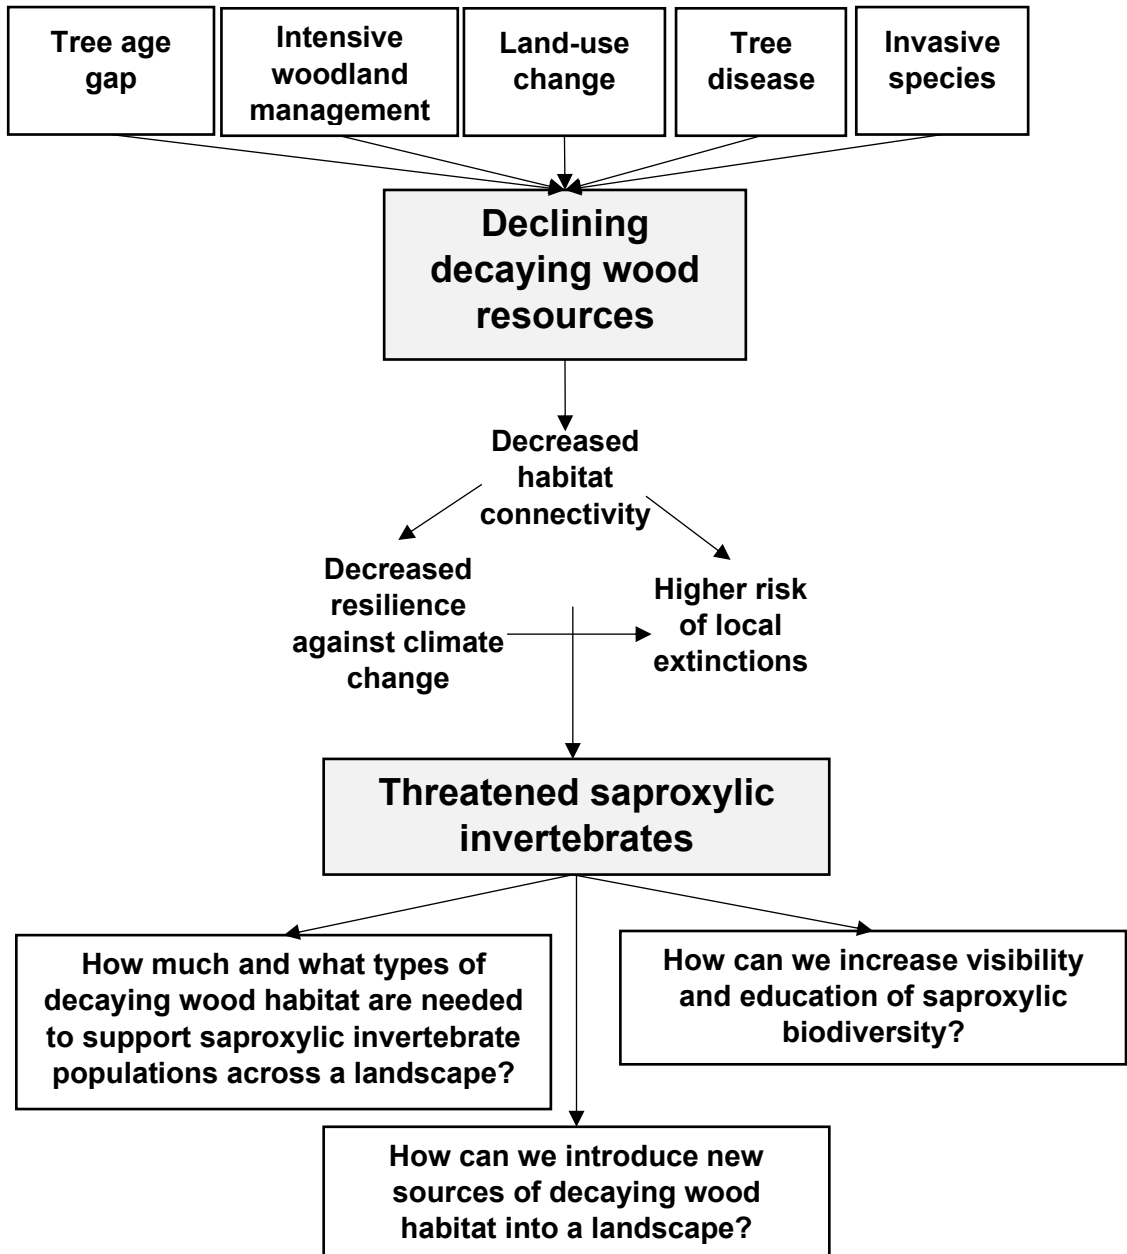 Tree age
gap
Intensive
woodland
management
Land-use
change
Tree
disease
Invasive
species
Declining
decaying wood
resources
Decreased
habitat
connectivity
Decreased
resilience
against climate
change
Higher risk
of local
extinctions
Threatened saproxylic
invertebrates
How much and what types of
decaying wood habitat are needed
to support saproxylic invertebrate
populations across a landscape?
How can we increase visibility
and education of saproxylic
biodiversity?
How can we introduce new
sources of decaying wood
habitat into a landscape?